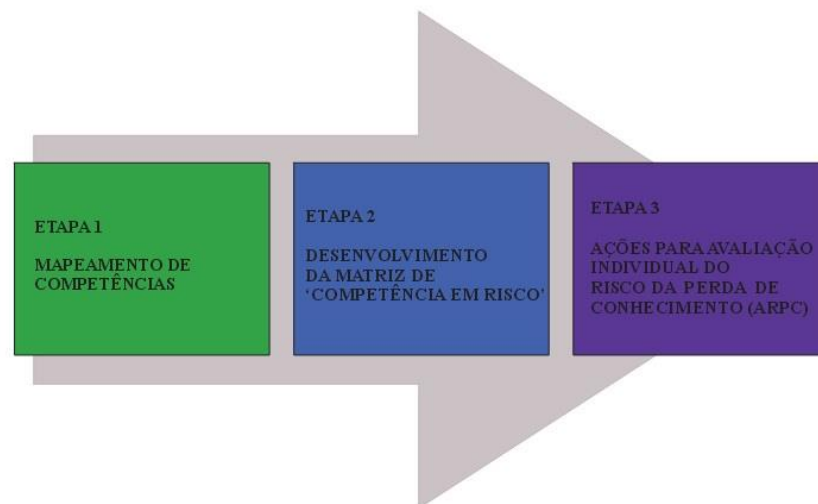 ETAPA 1
MAPEAMENTO DE
COMPETÊNCIAS
ETAPA 2
DESENVOLVIMENTO
DA MATRIZ DE
‘COMPETÊNCIA EM RISCO’
ETAPA 3
AÇÕES PARA AVALIAÇÃO
INDIVIDUAL DO
RISCO DA PERDA DE
CONHECIMENTO (ARPC)